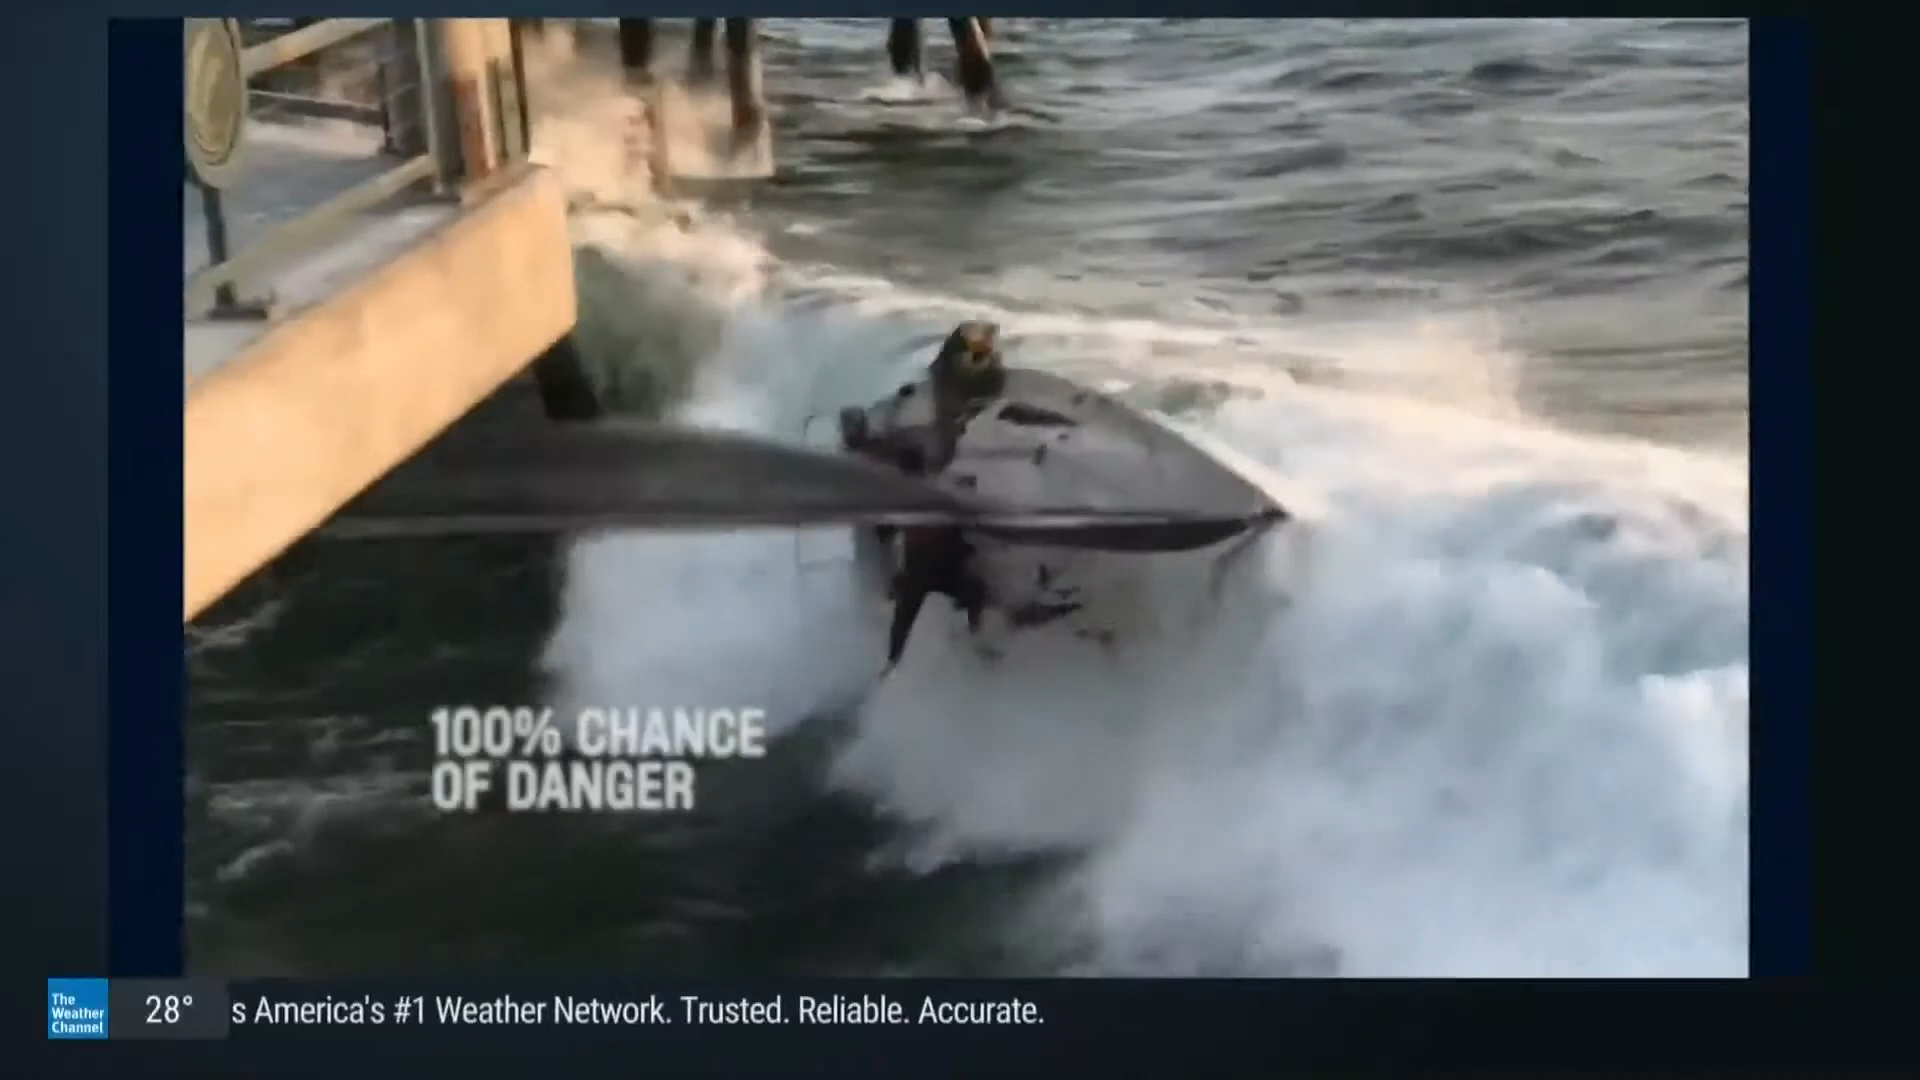 100% CHANCE
OF DANGER
The
Weather
Channel
28°
s America's #1 Weather Network. Trusted. Reliable. Accurate.